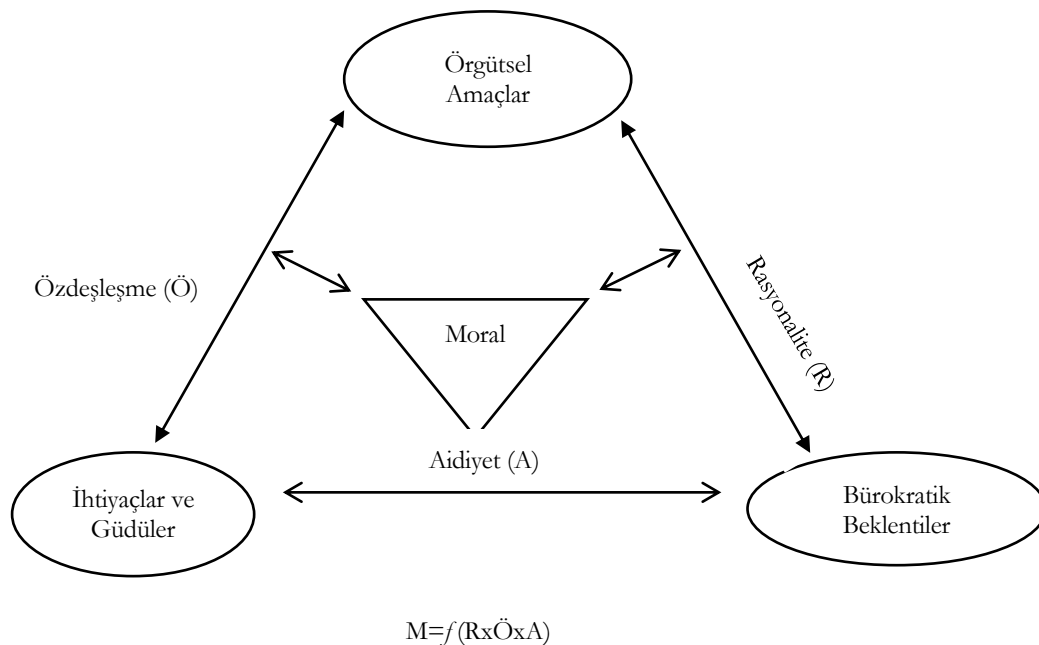 Örgütsel
Amaçlar
Özdeşleşme (Ö)
Rasyonalite (R)
Moral
Aidiyet (A)
İhtiyaçlar ve
Güdüler
Bürokratik
Beklentiler
M=f(RxÖxA)